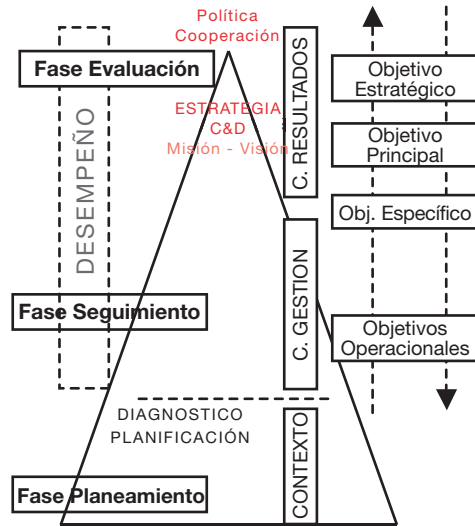 Política
Cooperación
Fase Evaluación
ESTRATEGIA
C&D
Misión - Visión
DESEMPEÑO
C. RESULTADOS
Objetivo
Estratégico
Objetivo
Principal
Obj. Específico
Fase Seguimiento
C. GESTION
Objetivos
Operacionales
DIAGNOSTICO
PLANIFICACIÓN
CONTEXTO
Fase Planeamiento